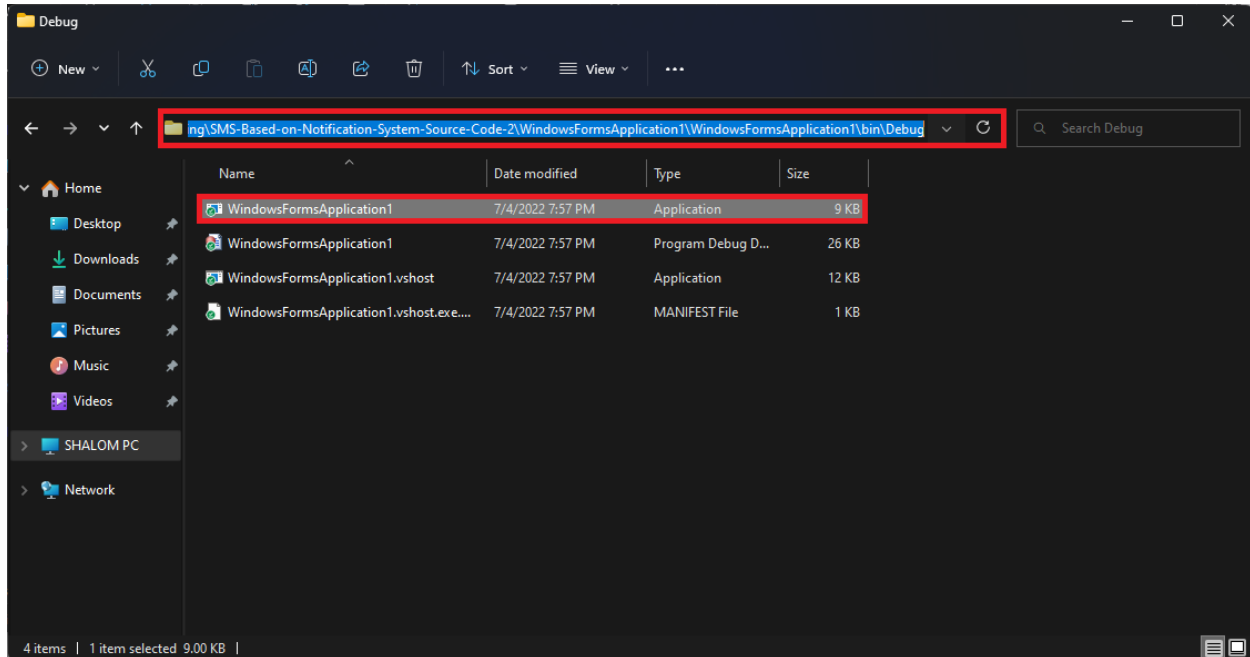 Debug
New Sort View
ng\SMS-Based-on-Notification-System-Source-Code-2\WindowsFormsApplication1\WindowsFormsApplication1\bin\Debug
Search Debug
Name Date modified Type Size
Home
Desktop
Downloads
Documents
Pictures
Music
Videos
SHALOM PC
Network
WindowsFormsApplication1 7/4/2022 7:57 PM Application 9 KB
WindowsFormsApplication1 7/4/2022 7:57 PM Program Debug D... 26 KB
WindowsFormsApplication1.vshost 7/4/2022 7:57 PM Application 12 KB
WindowsFormsApplication1.vshost.exe.... 7/4/2022 7:57 PM MANIFEST File 1 KB
4 items | 1 item selected 9.00 KB |